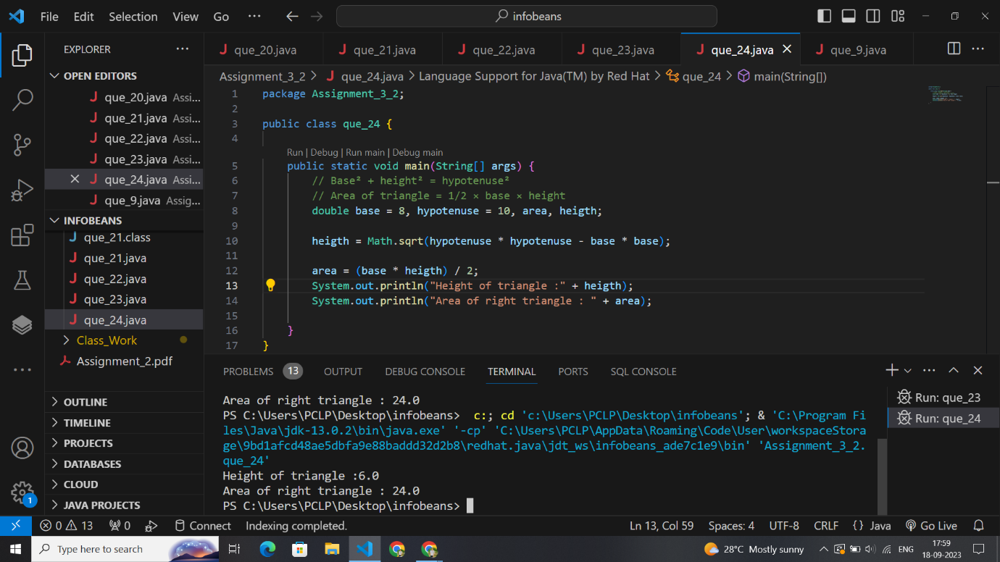 File Edit Selection View Go ··· infobeans
EXPLORER ···
OPEN EDITORS
que_20.java Assi...
que_21.java Assi...
que_22.java Assi...
que_23.java Assi...
que_24.java Assi...
que_9.java Assig...
INFOBEANS
que_21.class
que_21.java
que_22.java
que_23.java
que_24.java
Class_Work
Assignment_2.pdf
OUTLINE
TIMELINE
PROJECTS
DATABASES
CLOUD
JAVA PROJECTS
1
que_20.java que_21.java que_22.java que_23.java que_24.java que_9.java ···
Assignment_3_2 > que_24.java > Language Support for Java(TM) by Red Hat > que_24 > main(String[])
1 package Assignment_3_2;
2
3 public class que_24 {
4
Run | Debug | Run main | Debug main
5 public static void main(String[] args) {
6 // Base² + height² = hypotenuse²
7 // Area of triangle = 1/2 × base × height
8 double base = 8, hypotenuse = 10, area, heigth;
9
10 heigth = Math.sqrt(hypotenuse * hypotenuse - base * base);
11
12 area = (base * heigth) / 2;
13 System.out.println("Height of triangle :" + heigth);
14 System.out.println("Area of right triangle : " + area);
15
16 }
17 }
PROBLEMS 13 OUTPUT DEBUG CONSOLE TERMINAL PORTS SQL CONSOLE
Area of right triangle : 24.0
PS C:\Users\PCLP\Desktop\infobeans> c:; cd 'c:\Users\PCLP\Desktop\infobeans'; & 'C:\Program Fi
les\Java\jdk-13.0.2\bin\java.exe' '-cp' 'C:\Users\PCLP\AppData\Roaming\Code\User\workspaceStora
ge\9bd1afcd48ae5dbfa9e88baddd32d2b8\redhat.java\jdt_ws\infobeans_ade7c1e9\bin' 'Assignment_3_2.
que_24'
Height of triangle :6.0
Area of right triangle : 24.0
PS C:\Users\PCLP\Desktop\infobeans>
Run: que_23
Run: que_24
0 13 0 Connect Indexing completed. Ln 13, Col 59 Spaces: 4 UTF-8 CRLF {} Java Go Live
Type here to search 28°C Mostly sunny ENG 17:59
18-09-2023